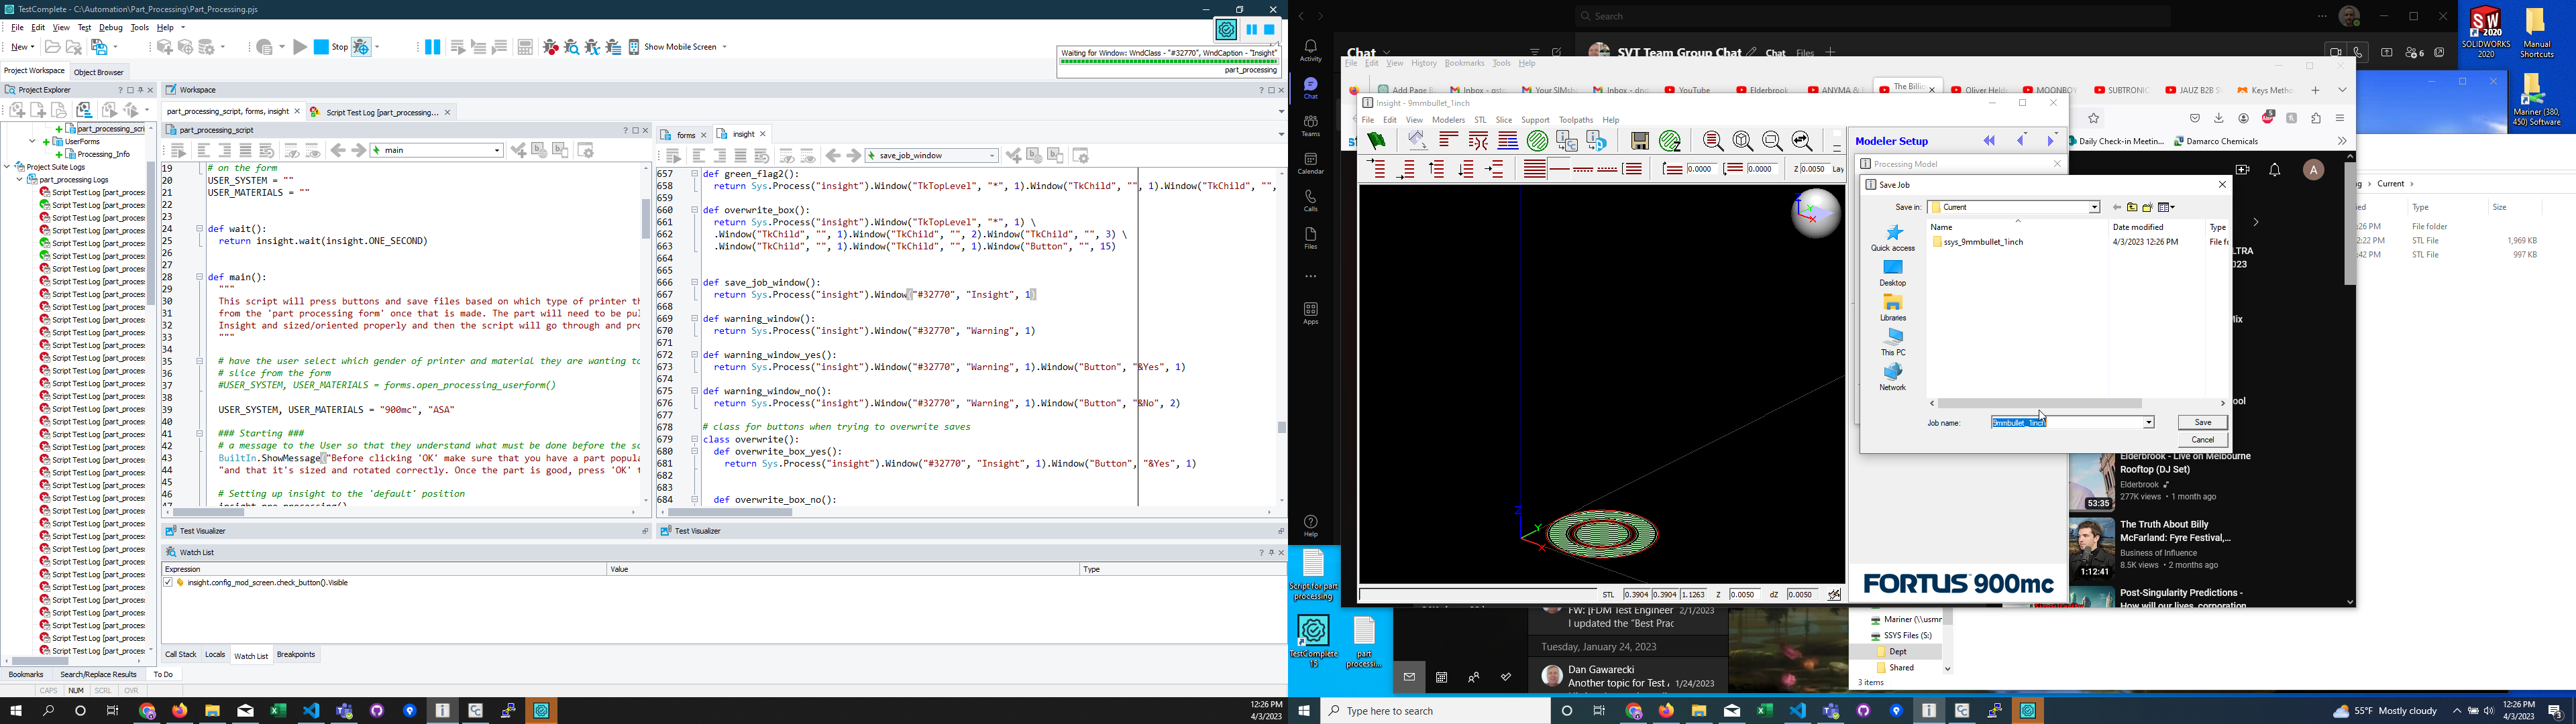 TestComplete - C:\Automation\Part_Processing\Part_Processing.pjs
File Edit View Test Debug Tools Help
New
Stop
Show Mobile Screen
Waiting for Window: WndClass - "#32770", WndCaption - "Insight"
part_processing
Project Workspace Object Browser
Project Explorer
part_processing_scri
UserForms
Processing_Info
Project Suite Logs
part_processing Logs
Script Test Log [part_process
Workspace
part_processing_script, forms, insight
Script Test Log [part_processing...
part_processing_script
main
19 # on the form
20 USER_SYSTEM = ""
21 USER_MATERIALS = ""
22
23
24 def wait():
25 return insight.wait(insight.ONE_SECOND)
26
27
28 def main():
29 """
30 This script will press buttons and save files based on which type of printer th
31 from the 'part processing form' once that is made. The part will need to be pul
32 Insight and sized/oriented properly and then the script will go through and pro
33 """
34
35 # have the user select which gender of printer and material they are wanting to
36 # slice from the form
37 #USER_SYSTEM, USER_MATERIALS = forms.open_processing_userform()
38
39 USER_SYSTEM, USER_MATERIALS = "900mc", "ASA"
40
41 ### Starting ###
42 # a message to the User so that they understand what must be done before the sc
43 BuiltIn.ShowMessage("Before clicking 'OK' make sure that you have a part popula
44 "and that it's sized and rotated correctly. Once the part is good, press 'OK' t
45
46 # Setting up insight to the 'default' position
forms insight
save_job_window
657 def green_flag2():
658 return Sys.Process("insight").Window("TkTopLevel", "*", 1).Window("TkChild", "", 1).Window("TkChild", "",
659
660 def overwrite_box():
661 return Sys.Process("insight").Window("TkTopLevel", "*", 1) \
662 .Window("TkChild", "", 1).Window("TkChild", "", 2).Window("TkChild", "", 3) \
663 .Window("TkChild", "", 1).Window("TkChild", "", 1).Window("Button", "", 15)
664
665
666 def save_job_window():
667 return Sys.Process("insight").Window("#32770", "Insight", 1)
668
669 def warning_window():
670 return Sys.Process("insight").Window("#32770", "Warning", 1)
671
672 def warning_window_yes():
673 return Sys.Process("insight").Window("#32770", "Warning", 1).Window("Button", "&Yes", 1)
674
675 def warning_window_no():
676 return Sys.Process("insight").Window("#32770", "Warning", 1).Window("Button", "&No", 2)
677
678 # class for buttons when trying to overwrite saves
679 class overwrite():
680 def overwrite_box_yes():
681 return Sys.Process("insight").Window("#32770", "Insight", 1).Window("Button", "&Yes", 1)
682
683
684 def overwrite_box_no():
Test Visualizer
Test Visualizer
Watch List
Expression Value Type
insight.config_mod_screen.check_button().Visible
Call Stack Locals Watch List Breakpoints
Bookmarks Search/Replace Results To Do
CAPS NUM SCRL OVR
12:26 PM
4/3/2023
Search
Activity
Chat
Teams
Calendar
Calls
Files
Apps
Help
Chat
SVT Team Group Chat Chat Files
6
File Edit View History Bookmarks Tools Help
YouTube
Elderbrook
The Billi
MOONBOY
SUBTRONIC
Keys Metho
Daily Check-in Meetin...
Damarco Chemicals
Insight - 9mmbullet_1inch
File Edit View Modelers STL Slice Support Toolpaths Help
0.0000 0.0000 Z 0.0050 Lay
Modeler Setup
Processing Model
Save Job
Save in: Current
Name Date modified Type
ssys_9mmbullet_1inch 4/3/2023 12:26 PM File fo
Quick access
Desktop
Libraries
This PC
Network
Job name: 9mmbullet_1inch
Save
Cancel
Z Y X
STL 0.3904 0.3904 1.1263 Z 0.0050 dZ 0.0050
FORTUS 900mc
Current
Type Size
File folder
STL File 1,969 KB
STL File 997 KB
Elderbrook - Live on Melbourne
Rooftop (DJ Set)
Elderbrook
277K views • 1 month ago
53:35
The Truth About Billy
McFarland: Fyre Festival,...
Business of Influence
8.5K views • 2 months ago
1:12:41
Post-Singularity Predictions -
How will our lives, corporation
FW: [FDM Test Engineer 2/1/2023
I updated the "Best Prac
Tuesday, January 24, 2023
Dan Gawarecki
Another topic for Test 1/24/2023
Mariner (\\usmn
SSYS Files (S:)
Dept
Shared
3 items
Script for part
processing
TestComplete
15
part
processi...
SOLIDWORKS
2020
Manual
Shortcuts
Mariner (380,
450) Software
Type here to search
55°F Mostly cloudy
12:26 PM
4/3/2023